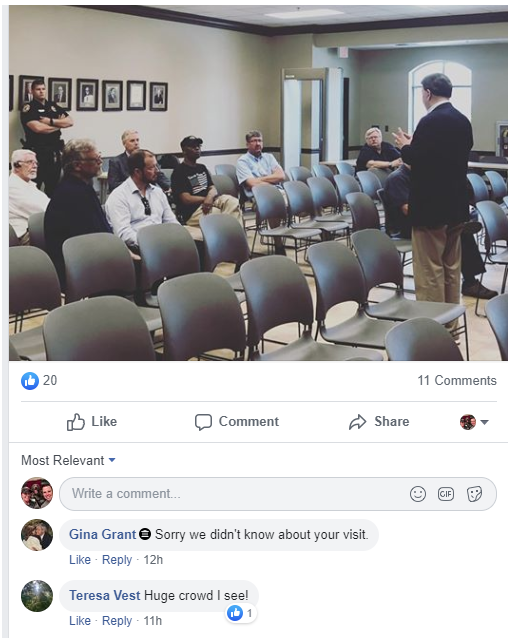 20
11 Comments
Like
Comment
Share
Most Relevant
Write a comment...
GIF
Gina Grant Sorry we didn't know about your visit.
Like · Reply · 12h
Teresa Vest Huge crowd I see!
1
Like · Reply · 11h